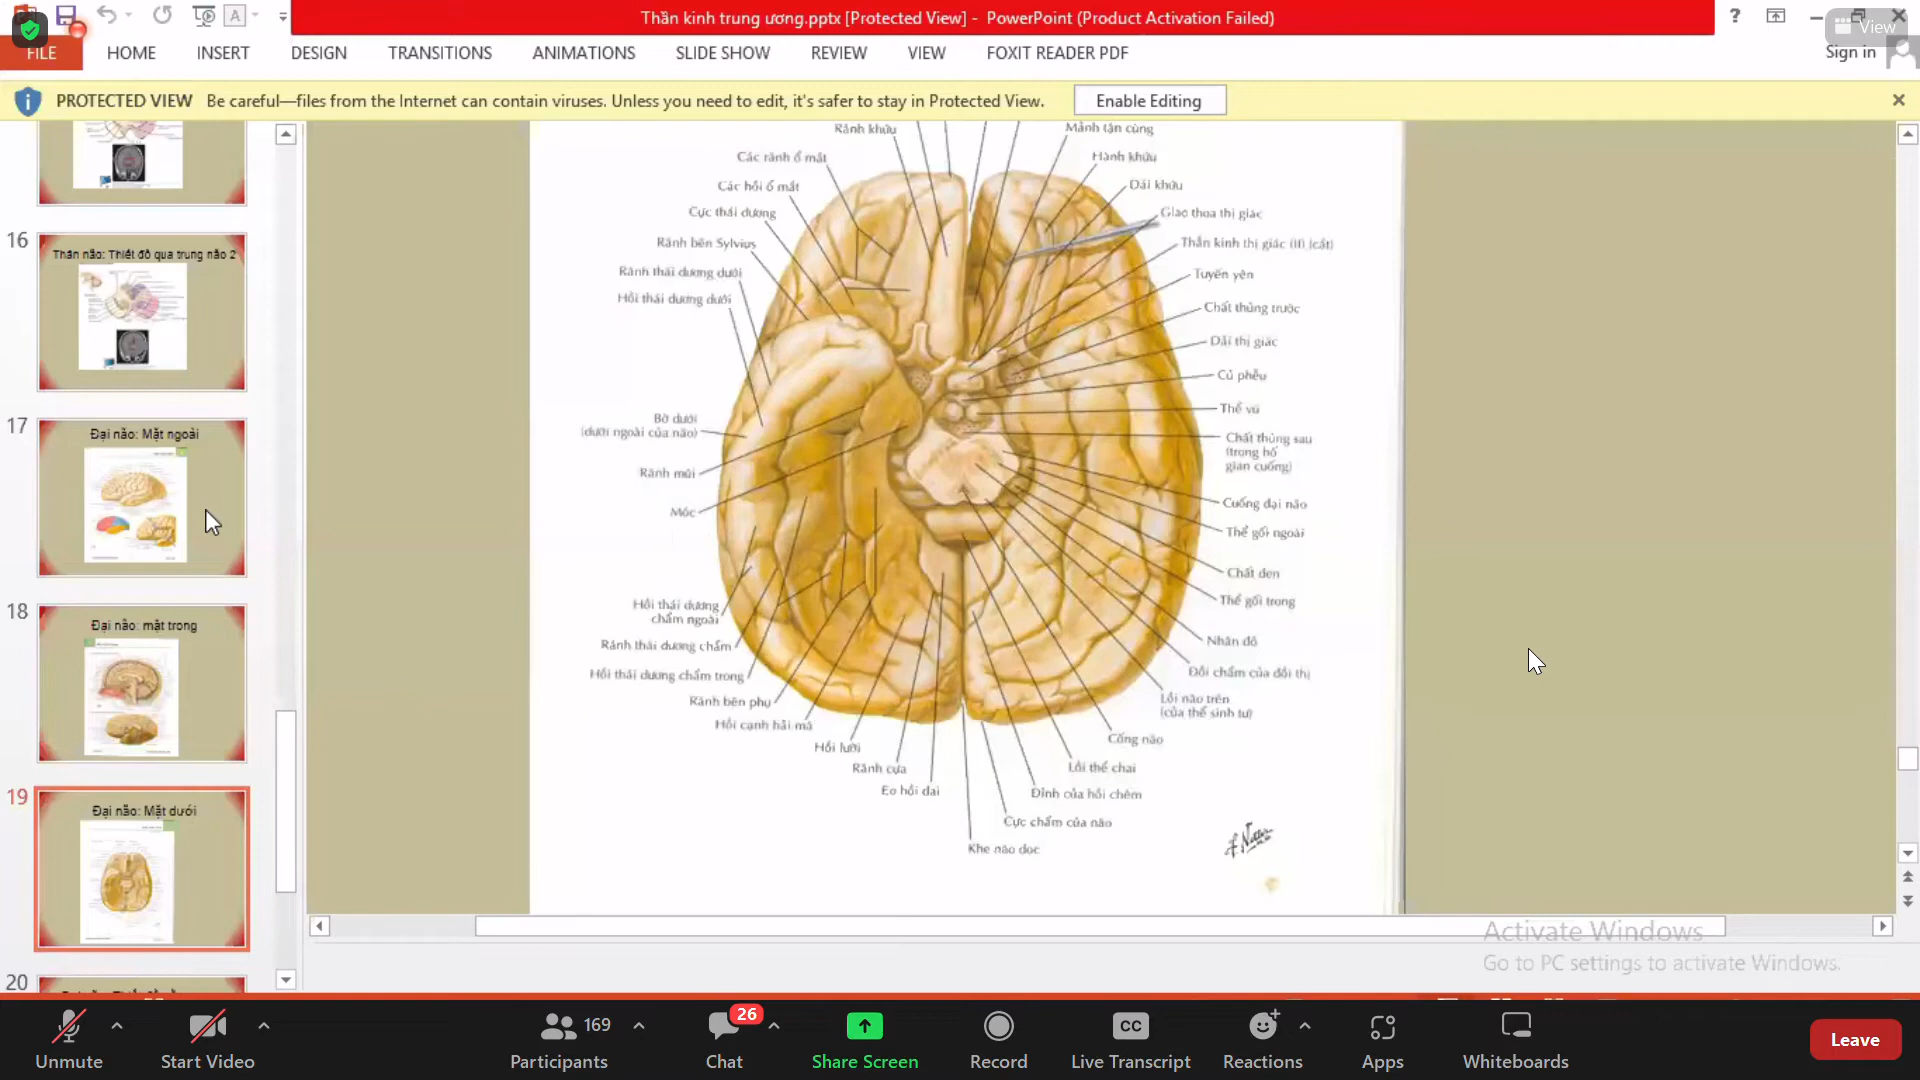 Thần kinh trung ương.pptx [Protected View] - PowerPoint (Product Activation Failed)
View
FILE HOME INSERT DESIGN TRANSITIONS ANIMATIONS SLIDE SHOW REVIEW VIEW FOXIT READER PDF
Sign in
PROTECTED VIEW Be careful—files from the Internet can contain viruses. Unless you need to edit, it's safer to stay in Protected View. Enable Editing
16
Thân não: Thiết đồ qua trung não 2
17
Đại não: Mặt ngoài
18
Đại não: mặt trong
19
Đại não: Mặt dưới
20
Rãnh khứu
Các rãnh ổ mắt
Các hồi ổ mắt
Cực thái dương
Rãnh bên Sylvius
Rãnh thái dương dưới
Hồi thái dương dưới
Bờ dưới
(dưới ngoài của não)
Rãnh mũi
Móc
Hồi thái dương
chẩm ngoài
Rãnh thái dương chẩm
Hồi thái dương chẩm trong
Rãnh bên phụ
Hồi cạnh hải mã
Hồi lưỡi
Rãnh cựa
Eo hồi đai
Khe não dọc
Mảnh tận cùng
Hành khứu
Dải khứu
Giao thoa thị giác
Thần kinh thị giác (II) (cắt)
Tuyến yên
Chất thủng trước
Dải thị giác
Củ phễu
Thể vú
Chất thủng sau
(trong hố
gian cuống)
Cuống đại não
Thể gối ngoài
Chất đen
Thể gối trong
Nhân đỏ
Đồi chẩm của đồi thị
Lồi não trên
(của thể sinh tư)
Cống não
Lồi thể chai
Đỉnh của hồi chêm
Cực chẩm của não
Activate Windows
Go to PC settings to activate Windows.
Unmute
Start Video
169
Participants
26
Chat
Share Screen
Record
CC
Live Transcript
Reactions
Apps
Whiteboards
Leave